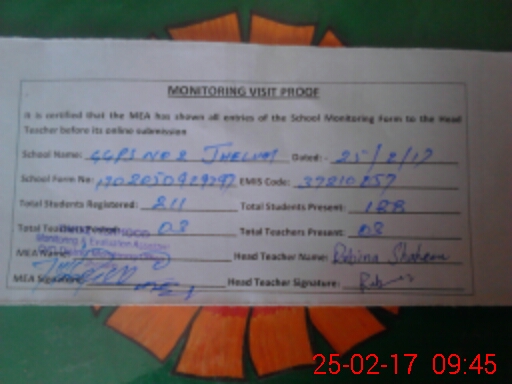 MONITORING VISIT PROOF
It is certified that the MEA has shown all entries of the School Monitoring Form to the Head
Teacher before its online submission
School Name: GGPS NO 2 JHELUM Dated: 25/2/17
School Form No: EMIS Code: 37210257
Total Students Registered: 211 Total Students Present: 188
Total Teachers Posted: 03 Total Teachers Present: 03
Monitoring & Evaluation Assistant
MEA Name: Head Teacher Name: Robina Shaheen
MEA Signature: Head Teacher Signature:
25-02-17 09:45